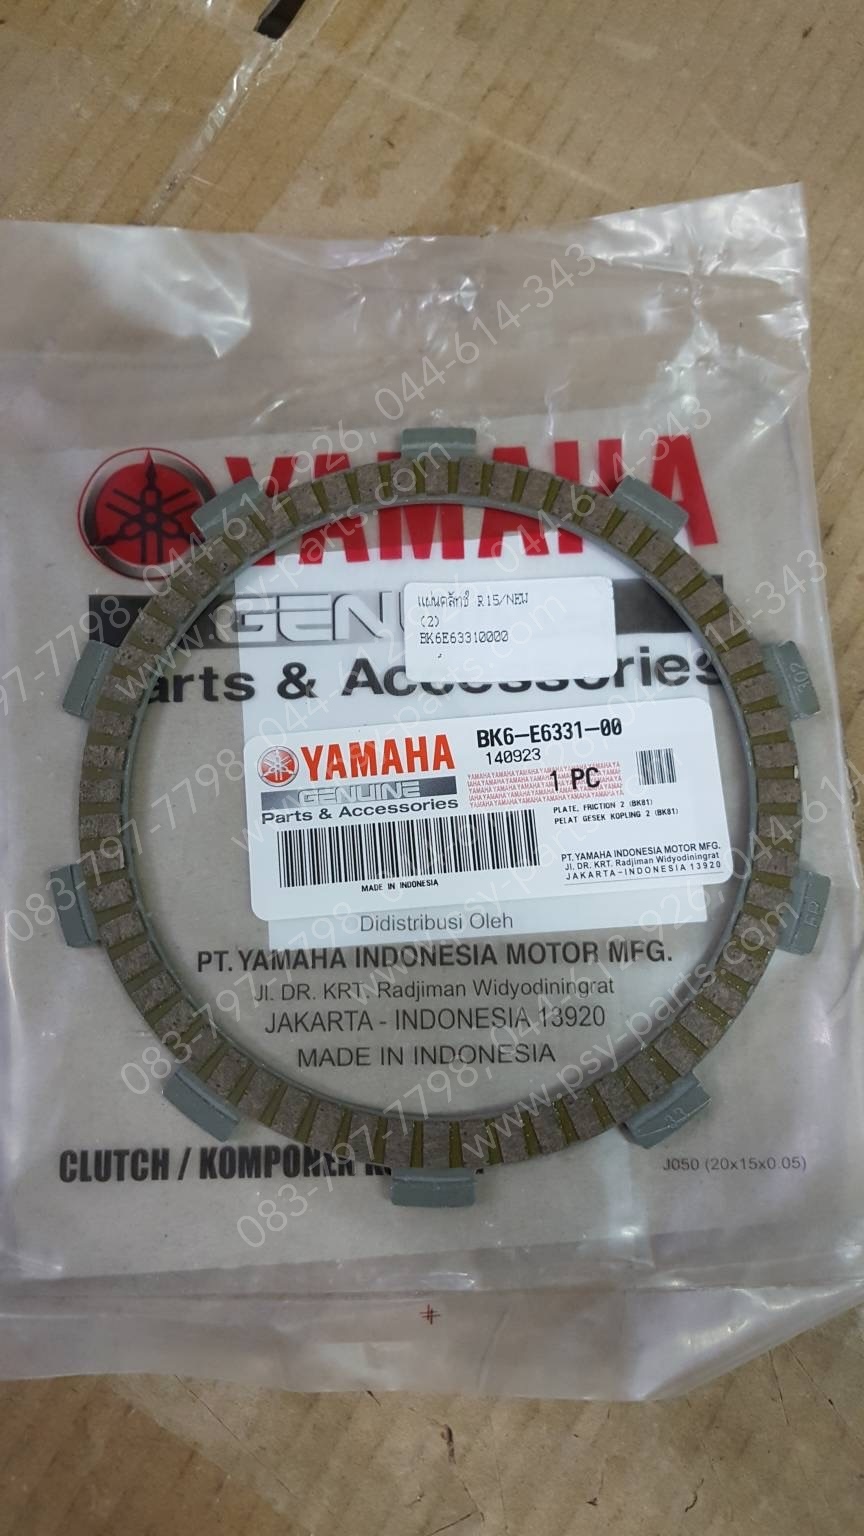 YAMAHA
GENUINE
Parts & Accessories
แผ่นคลัทช์ R15/NEW
(2)
BK6E63310000
YAMAHA
GENUINE
Parts & Accessories
BK6-E6331-00
140923
1 PC
PLATE, FRICTION 2 (BK81)
PELAT GESEK KOPLING 2 (BK81)
PT. YAMAHA INDONESIA MOTOR MFG.
JL. DR. KRT. Radjiman Widyodiningrat
JAKARTA-INDONESIA 13920
MADE IN INDONESIA
Didistribusi Oleh
PT. YAMAHA INDONESIA MOTOR MFG.
Jl. DR. KRT. Radjiman Widyodiningrat
JAKARTA - INDONESIA 13920
MADE IN INDONESIA
CLUTCH / KOMPONEN
J050 (20x15x0.05)
302
33
083-797-7798, 044-612-926, 044-614-343
www.psy-parts.com